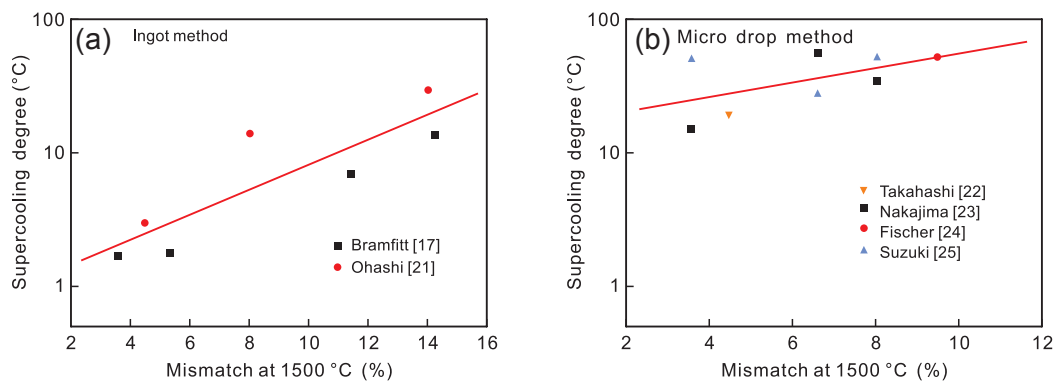 (a) Ingot method
Supercooling degree (°C)
100
10
1
Bramfitt [17]
Ohashi [21]
2 4 6 8 10 12 14 16
Mismatch at 1500 °C (%)
(b) Micro drop method
Supercooling degree (°C)
100
10
1
Takahashi [22]
Nakajima [23]
Fischer [24]
Suzuki [25]
2 4 6 8 10 12
Mismatch at 1500 °C (%)